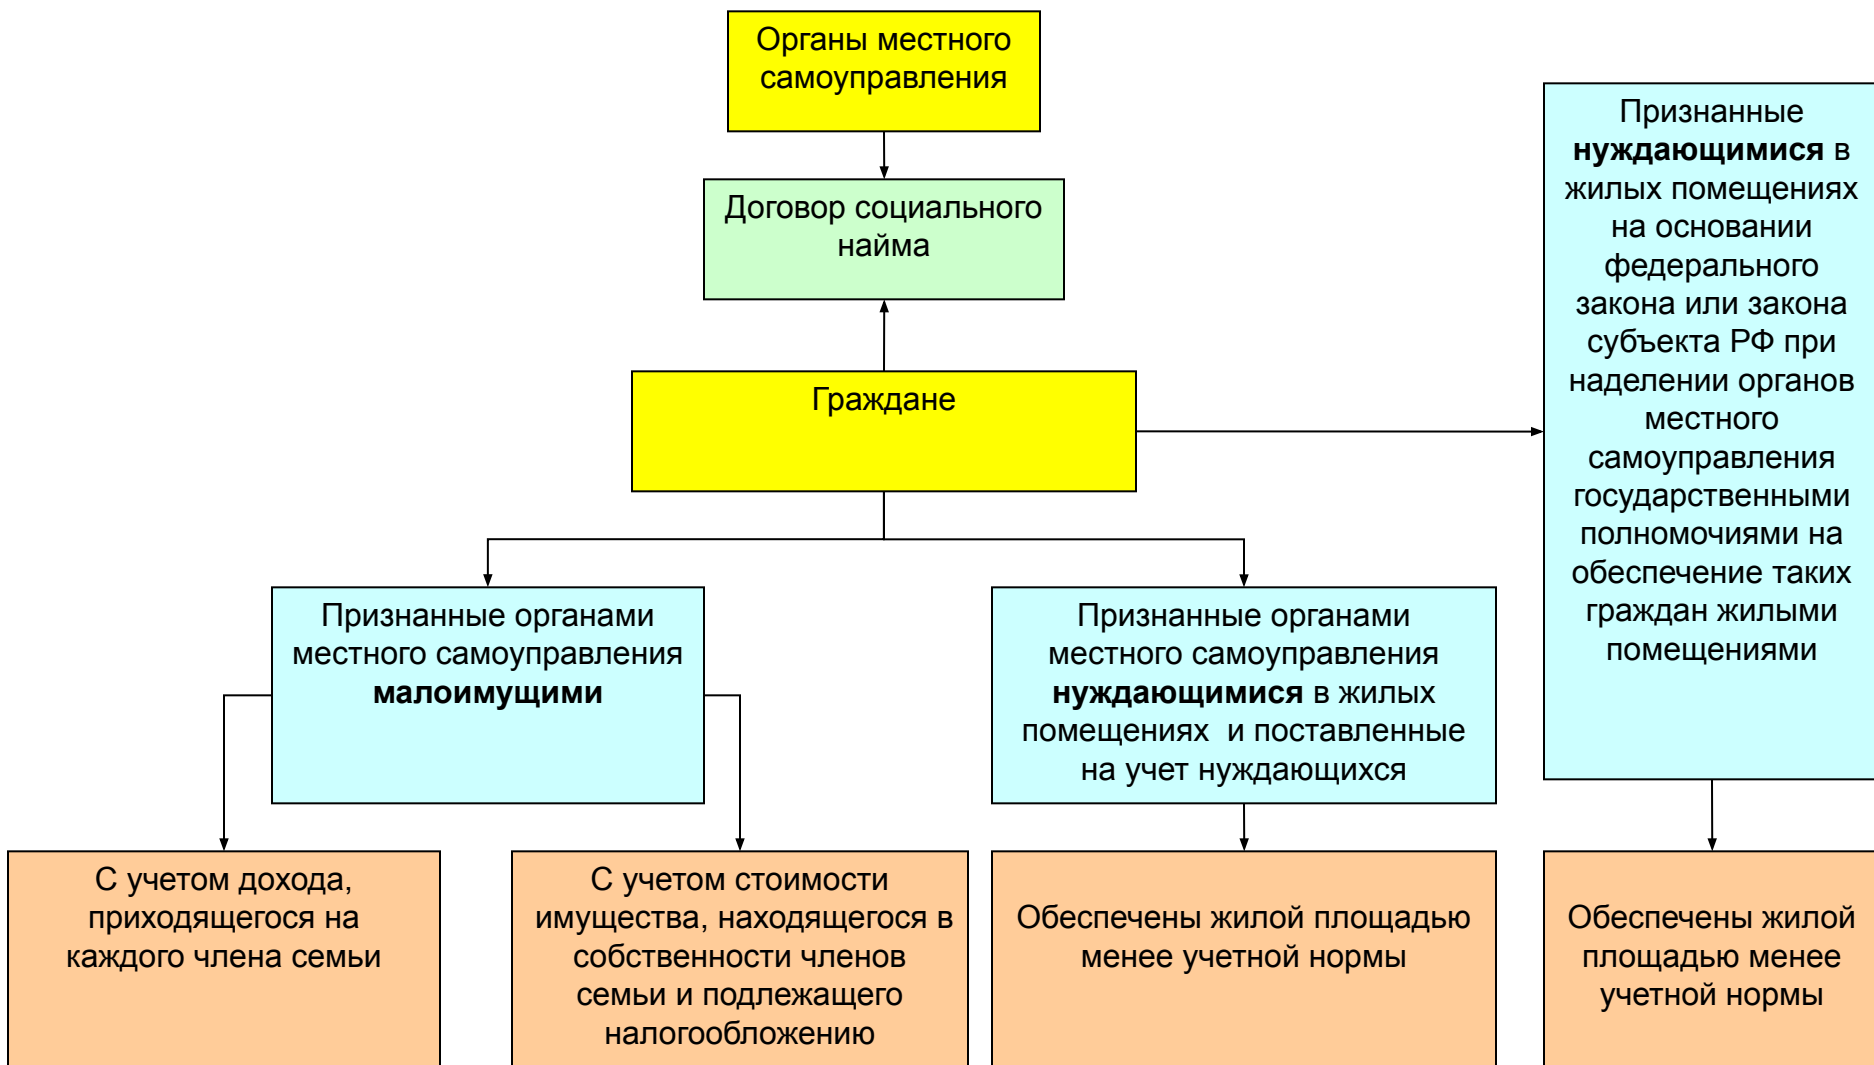 Органы местного
самоуправления
Договор социального
найма
Граждане
Признанные
нуждающимися в
жилых помещениях
на основании
федерального
закона или закона
субъекта РФ при
наделении органов
местного
самоуправления
государственными
полномочиями на
обеспечение таких
граждан жилыми
помещениями
Признанные органами
местного самоуправления
малоимущими
Признанные органами
местного самоуправления
нуждающимися в жилых
помещениях и поставленные
на учет нуждающихся
С учетом дохода,
приходящегося на
каждого члена семьи
С учетом стоимости
имущества, находящегося в
собственности членов
семьи и подлежащего
налогообложению
Обеспечены жилой площадью
менее учетной нормы
Обеспечены жилой
площадью менее
учетной нормы